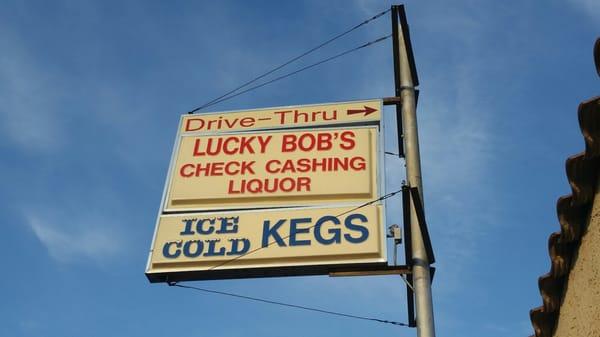 Drive-Thru →
LUCKY BOB'S
CHECK CASHING
LIQUOR
ICE COLD KEGS